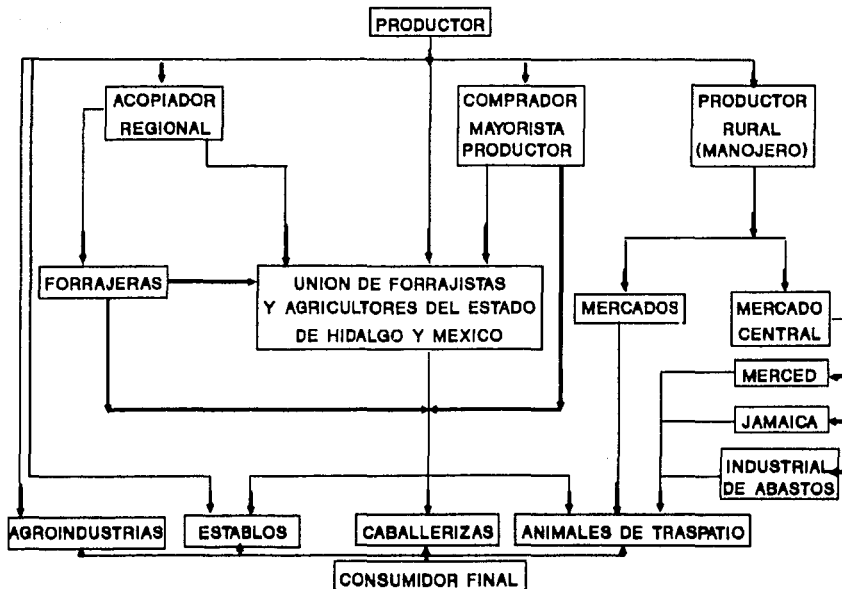 PRODUCTOR
ACOPIADOR
REGIONAL
COMPRADOR
MAYORISTA
PRODUCTOR
PRODUCTOR
RURAL
(MANOJERO)
FORRAJERAS
UNION DE FORRAJISTAS
Y AGRICULTORES DEL ESTADO
DE HIDALGO Y MEXICO
MERCADOS
MERCADO
CENTRAL
MERCED
JAMAICA
INDUSTRIAL
DE ABASTOS
AGROINDUSTRIAS
ESTABLOS
CABALLERIZAS
ANIMALES DE TRASPATIO
CONSUMIDOR FINAL